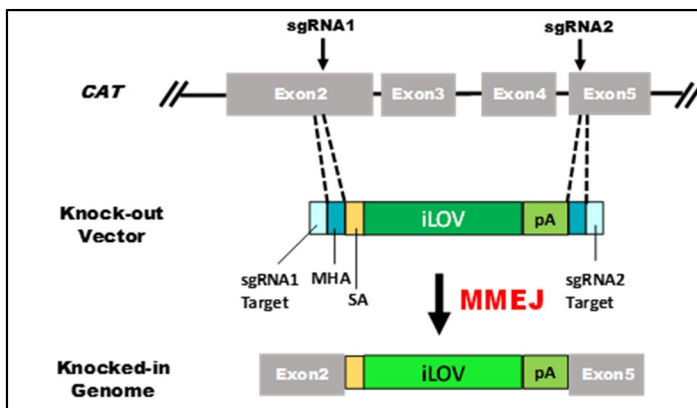 sgRNA1
sgRNA2
CAT
Exon2
Exon3
Exon4
Exon5
Knock-out
Vector
iLOV
pA
sgRNA1
Target
MHA
SA
sgRNA2
Target
MMEJ
Knocked-in
Genome
Exon2
iLOV
pA
Exon5